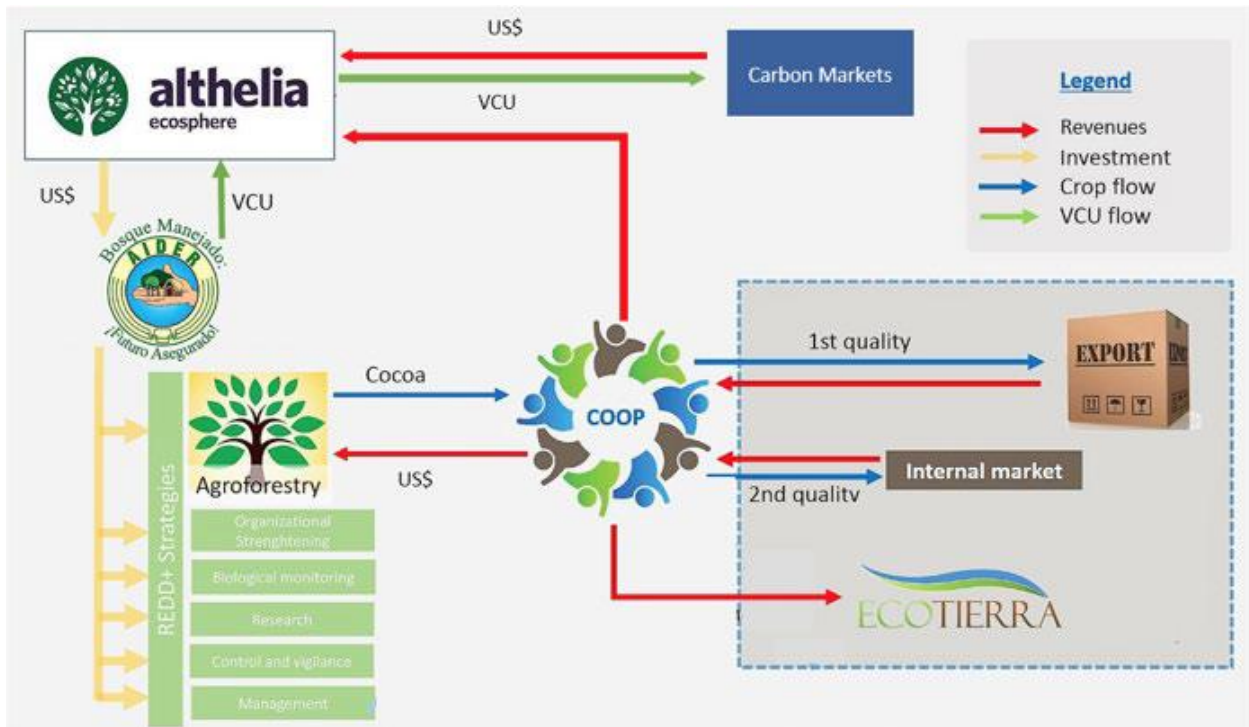 US$
althelia
ecosphere
Carbon Markets
VCU
Legend
Revenues
Investment
Crop flow
VCU flow
US$
VCU
Bosque Manejado:
AIDER
¡Futuro Asegurado!
1st quality
EXPORT
Cocoa
COOP
REDD+ Strategies
Agroforestry
US$
Internal market
2nd quality
Organizational
Strenghtening
Biological monitoring
Research
ECOTIERRA
Control and vigilance
Management